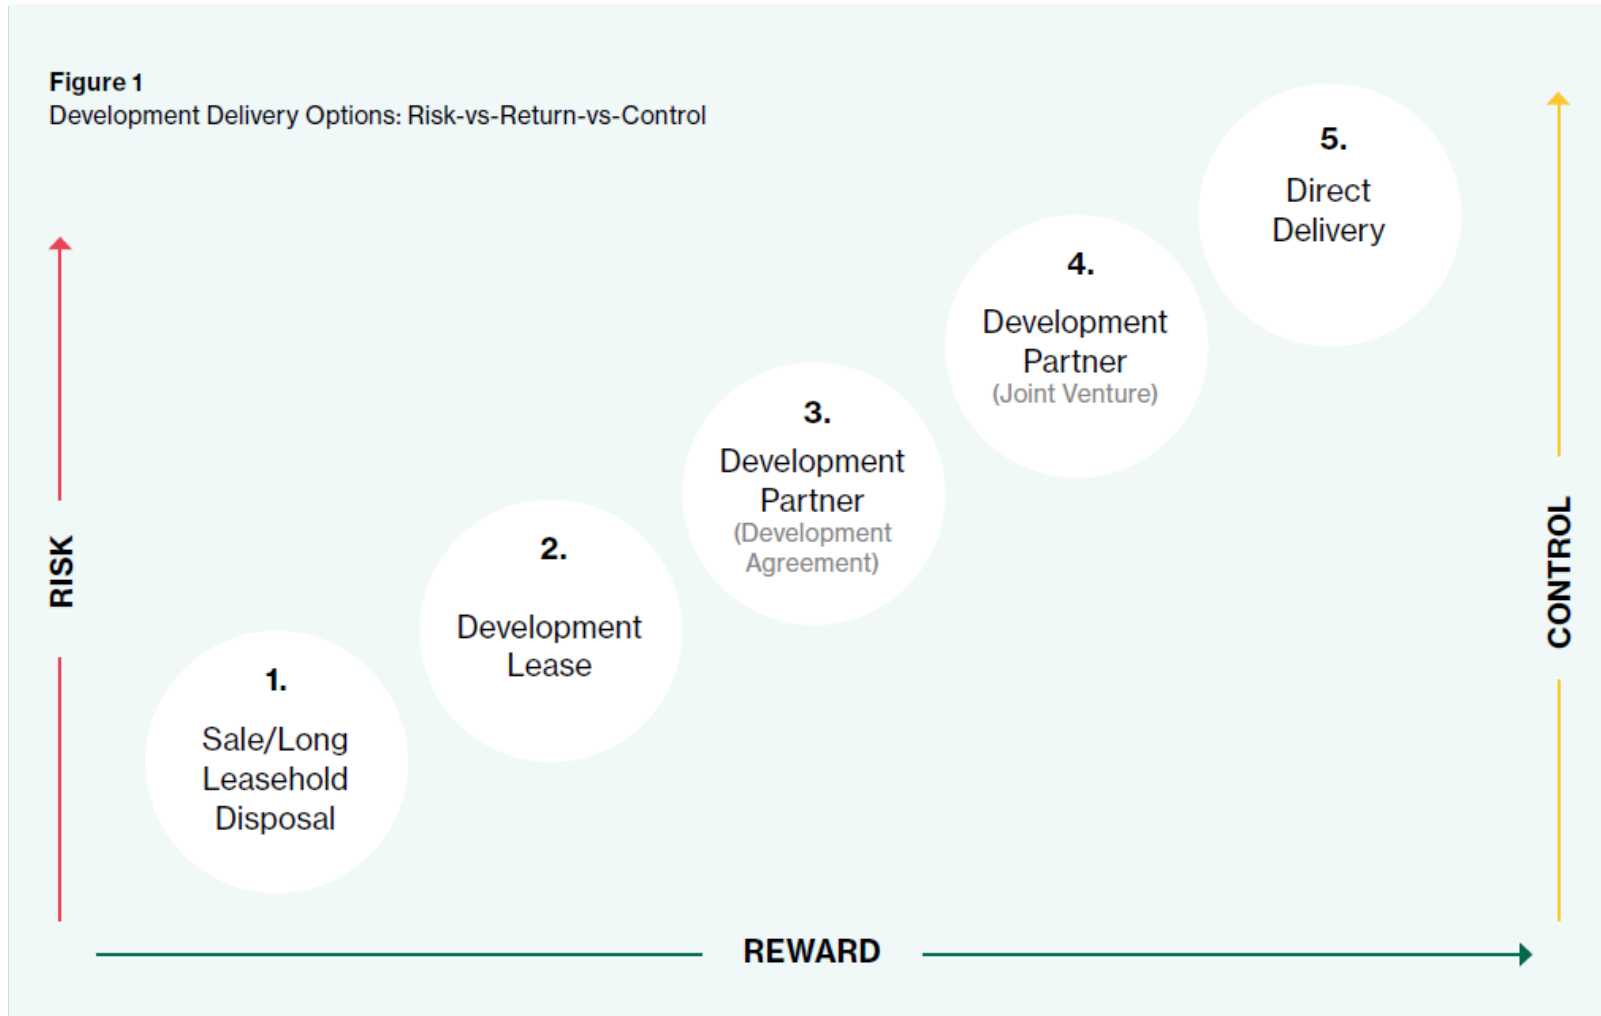 Figure 1
Development Delivery Options: Risk-vs-Return-vs-Control
5.
Direct
Delivery
4.
Development
Partner
(Joint Venture)
3.
Development
Partner
(Development
Agreement)
2.
Development
Lease
1.
Sale/Long
Leasehold
Disposal
RISK
CONTROL
REWARD